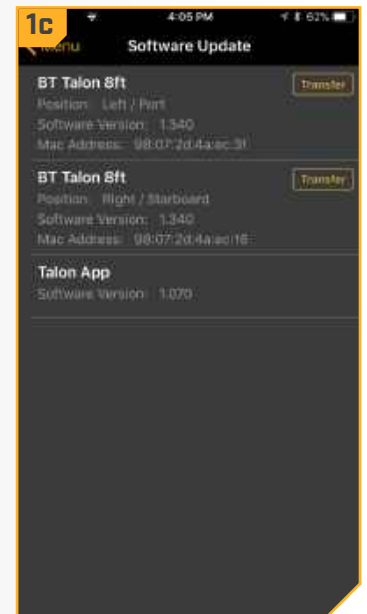 1c
4:05 PM
62%
Menu
Software Update
BT Talon 8ft
Transfer
Position: Left / Port
Software Version: 1.340
Mac Address: 98:07:2d:4a:ec:3f
BT Talon 8ft
Transfer
Position: Right / Starboard
Software Version: 1.340
Mac Address: 98:07:2d:4a:ec:16
Talon App
Software Version: 1.070